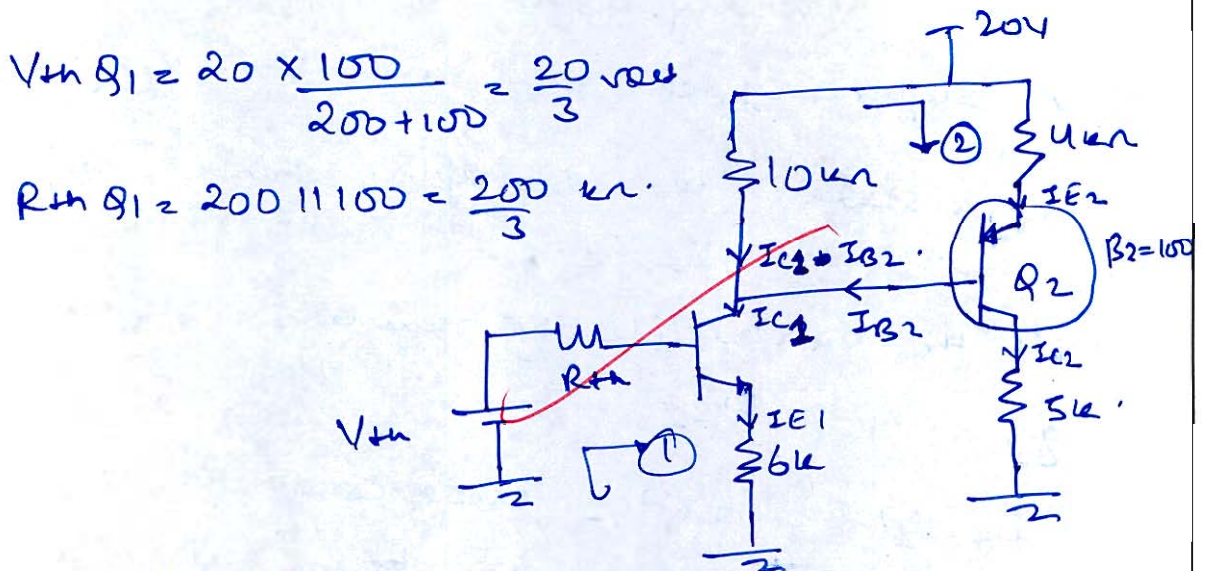 20V
Vth Q1 = 20 × 100 / 200+100 = 20/3 volts
Rth Q1 = 200 || 100 = 200/3 kΩ.
② 4kΩ
10kΩ
IE2
β2=100
IC1 - IB2.
Q2
IC1 IB2
IC2
Rth
5k.
Vth
① IE1
6k